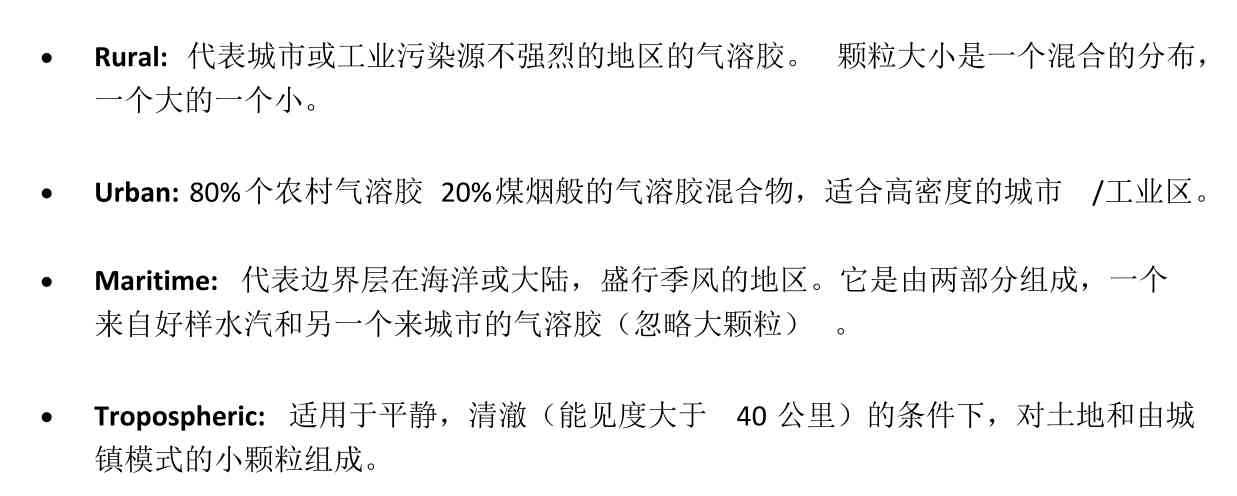 • Rural: 代表城市或工业污染源不强烈的地区的气溶胶。 颗粒大小是一个混合的分布，
一个大的一个小。
• Urban: 80%个农村气溶胶 20%煤烟般的气溶胶混合物，适合高密度的城市 /工业区。
• Maritime: 代表边界层在海洋或大陆，盛行季风的地区。它是由两部分组成，一个
来自好样水汽和另一个来城市的气溶胶（忽略大颗粒） 。
• Tropospheric: 适用于平静，清澈（能见度大于 40 公里）的条件下，对土地和由城
镇模式的小颗粒组成。